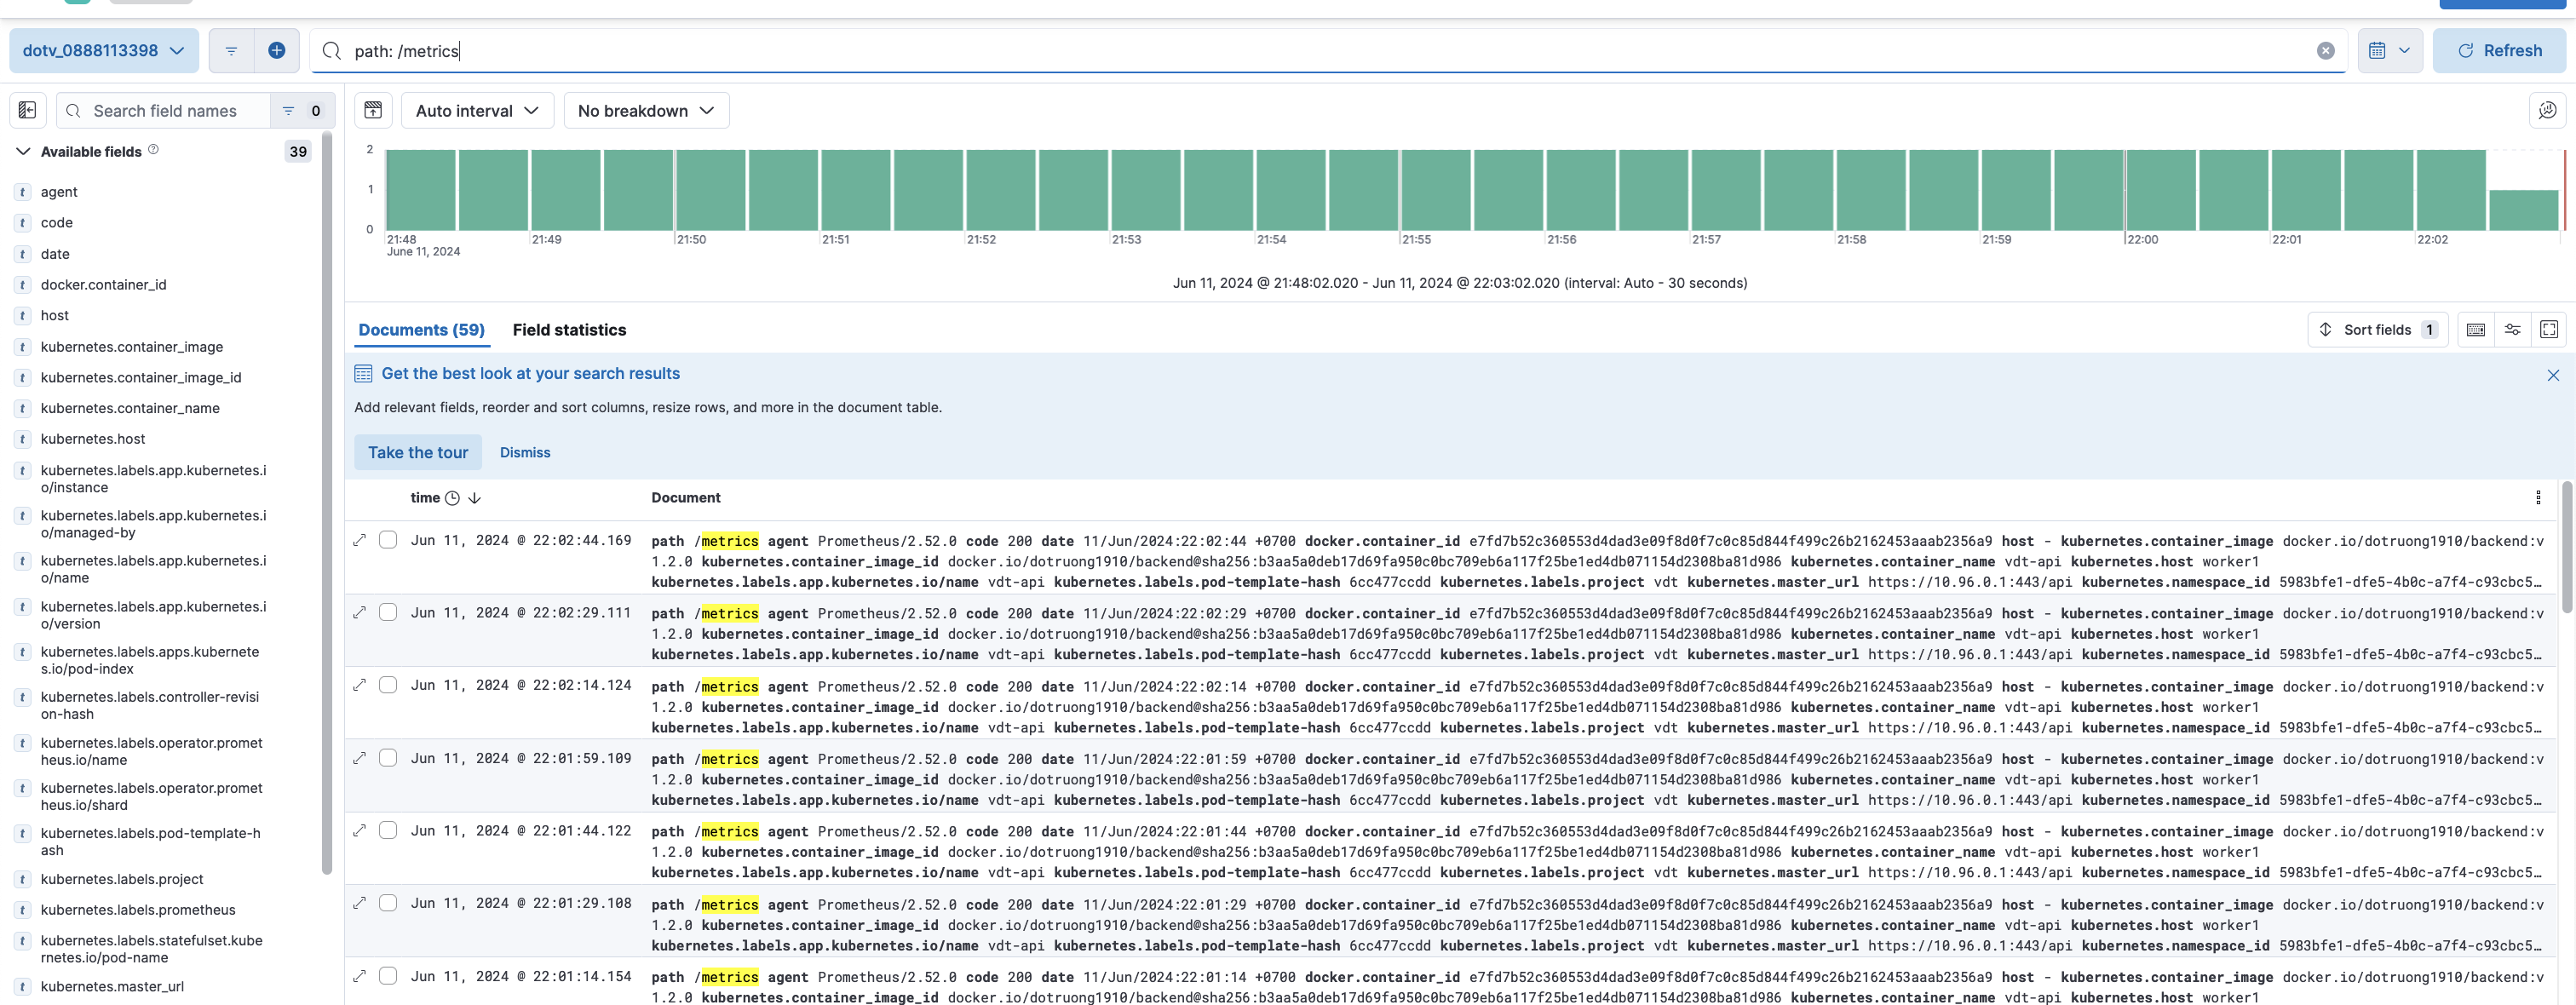 dotv_0888113398
path: /metrics
Refresh
Search field names
0
Auto interval
No breakdown
Available fields
39
agent
code
date
docker.container_id
host
kubernetes.container_image
kubernetes.container_image_id
kubernetes.container_name
kubernetes.host
kubernetes.labels.app.kubernetes.i
o/instance
kubernetes.labels.app.kubernetes.i
o/managed-by
kubernetes.labels.app.kubernetes.i
o/name
kubernetes.labels.app.kubernetes.i
o/version
kubernetes.labels.apps.kubernete
s.io/pod-index
kubernetes.labels.controller-revisi
on-hash
kubernetes.labels.operator.promet
heus.io/name
kubernetes.labels.operator.promet
heus.io/shard
kubernetes.labels.pod-template-h
ash
kubernetes.labels.project
kubernetes.labels.prometheus
kubernetes.labels.statefulset.kube
rnetes.io/pod-name
kubernetes.master_url
2
1
0
21:48 21:49 21:50 21:51 21:52 21:53 21:54 21:55 21:56 21:57 21:58 21:59 22:00 22:01 22:02
June 11, 2024
Jun 11, 2024 @ 21:48:02.020 - Jun 11, 2024 @ 22:03:02.020 (interval: Auto - 30 seconds)
Documents (59) Field statistics
Sort fields 1
Get the best look at your search results
Add relevant fields, reorder and sort columns, resize rows, and more in the document table.
Take the tour Dismiss
time Document
Jun 11, 2024 @ 22:02:44.169 path /metrics agent Prometheus/2.52.0 code 200 date 11/Jun/2024:22:02:44 +0700 docker.container_id e7fd7b52c360553d4dad3e09f8d0f7c0c85d844f499c26b2162453aaab2356a9 host - kubernetes.container_image docker.io/dotruong1910/backend:v
1.2.0 kubernetes.container_image_id docker.io/dotruong1910/backend@sha256:b3aa5a0deb17d69fa950c0bc709eb6a117f25be1ed4db071154d2308ba81d986 kubernetes.container_name vdt-api kubernetes.host worker1
kubernetes.labels.app.kubernetes.io/name vdt-api kubernetes.labels.pod-template-hash 6cc477ccdd kubernetes.labels.project vdt kubernetes.master_url https://10.96.0.1:443/api kubernetes.namespace_id 5983bfe1-dfe5-4b0c-a7f4-c93cbc5…
Jun 11, 2024 @ 22:02:29.111 path /metrics agent Prometheus/2.52.0 code 200 date 11/Jun/2024:22:02:29 +0700 docker.container_id e7fd7b52c360553d4dad3e09f8d0f7c0c85d844f499c26b2162453aaab2356a9 host - kubernetes.container_image docker.io/dotruong1910/backend:v
1.2.0 kubernetes.container_image_id docker.io/dotruong1910/backend@sha256:b3aa5a0deb17d69fa950c0bc709eb6a117f25be1ed4db071154d2308ba81d986 kubernetes.container_name vdt-api kubernetes.host worker1
kubernetes.labels.app.kubernetes.io/name vdt-api kubernetes.labels.pod-template-hash 6cc477ccdd kubernetes.labels.project vdt kubernetes.master_url https://10.96.0.1:443/api kubernetes.namespace_id 5983bfe1-dfe5-4b0c-a7f4-c93cbc5…
Jun 11, 2024 @ 22:02:14.124 path /metrics agent Prometheus/2.52.0 code 200 date 11/Jun/2024:22:02:14 +0700 docker.container_id e7fd7b52c360553d4dad3e09f8d0f7c0c85d844f499c26b2162453aaab2356a9 host - kubernetes.container_image docker.io/dotruong1910/backend:v
1.2.0 kubernetes.container_image_id docker.io/dotruong1910/backend@sha256:b3aa5a0deb17d69fa950c0bc709eb6a117f25be1ed4db071154d2308ba81d986 kubernetes.container_name vdt-api kubernetes.host worker1
kubernetes.labels.app.kubernetes.io/name vdt-api kubernetes.labels.pod-template-hash 6cc477ccdd kubernetes.labels.project vdt kubernetes.master_url https://10.96.0.1:443/api kubernetes.namespace_id 5983bfe1-dfe5-4b0c-a7f4-c93cbc5…
Jun 11, 2024 @ 22:01:59.109 path /metrics agent Prometheus/2.52.0 code 200 date 11/Jun/2024:22:01:59 +0700 docker.container_id e7fd7b52c360553d4dad3e09f8d0f7c0c85d844f499c26b2162453aaab2356a9 host - kubernetes.container_image docker.io/dotruong1910/backend:v
1.2.0 kubernetes.container_image_id docker.io/dotruong1910/backend@sha256:b3aa5a0deb17d69fa950c0bc709eb6a117f25be1ed4db071154d2308ba81d986 kubernetes.container_name vdt-api kubernetes.host worker1
kubernetes.labels.app.kubernetes.io/name vdt-api kubernetes.labels.pod-template-hash 6cc477ccdd kubernetes.labels.project vdt kubernetes.master_url https://10.96.0.1:443/api kubernetes.namespace_id 5983bfe1-dfe5-4b0c-a7f4-c93cbc5…
Jun 11, 2024 @ 22:01:44.122 path /metrics agent Prometheus/2.52.0 code 200 date 11/Jun/2024:22:01:44 +0700 docker.container_id e7fd7b52c360553d4dad3e09f8d0f7c0c85d844f499c26b2162453aaab2356a9 host - kubernetes.container_image docker.io/dotruong1910/backend:v
1.2.0 kubernetes.container_image_id docker.io/dotruong1910/backend@sha256:b3aa5a0deb17d69fa950c0bc709eb6a117f25be1ed4db071154d2308ba81d986 kubernetes.container_name vdt-api kubernetes.host worker1
kubernetes.labels.app.kubernetes.io/name vdt-api kubernetes.labels.pod-template-hash 6cc477ccdd kubernetes.labels.project vdt kubernetes.master_url https://10.96.0.1:443/api kubernetes.namespace_id 5983bfe1-dfe5-4b0c-a7f4-c93cbc5…
Jun 11, 2024 @ 22:01:29.108 path /metrics agent Prometheus/2.52.0 code 200 date 11/Jun/2024:22:01:29 +0700 docker.container_id e7fd7b52c360553d4dad3e09f8d0f7c0c85d844f499c26b2162453aaab2356a9 host - kubernetes.container_image docker.io/dotruong1910/backend:v
1.2.0 kubernetes.container_image_id docker.io/dotruong1910/backend@sha256:b3aa5a0deb17d69fa950c0bc709eb6a117f25be1ed4db071154d2308ba81d986 kubernetes.container_name vdt-api kubernetes.host worker1
kubernetes.labels.app.kubernetes.io/name vdt-api kubernetes.labels.pod-template-hash 6cc477ccdd kubernetes.labels.project vdt kubernetes.master_url https://10.96.0.1:443/api kubernetes.namespace_id 5983bfe1-dfe5-4b0c-a7f4-c93cbc5…
Jun 11, 2024 @ 22:01:14.154 path /metrics agent Prometheus/2.52.0 code 200 date 11/Jun/2024:22:01:14 +0700 docker.container_id e7fd7b52c360553d4dad3e09f8d0f7c0c85d844f499c26b2162453aaab2356a9 host - kubernetes.container_image docker.io/dotruong1910/backend:v
1.2.0 kubernetes.container_image_id docker.io/dotruong1910/backend@sha256:b3aa5a0deb17d69fa950c0bc709eb6a117f25be1ed4db071154d2308ba81d986 kubernetes.container_name vdt-api kubernetes.host worker1